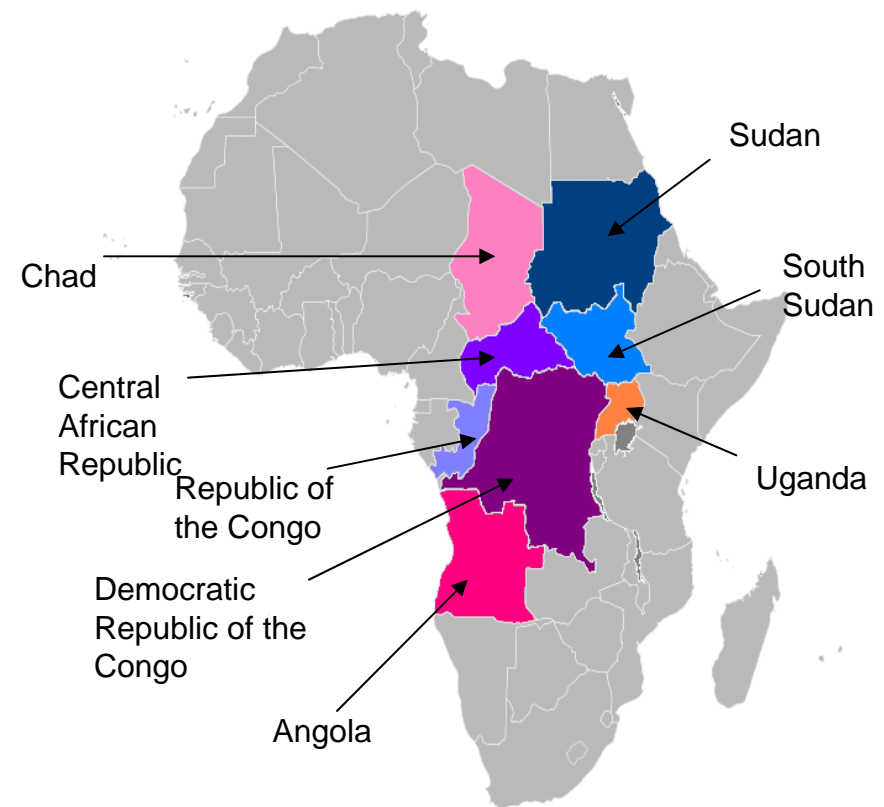 Sudan
South
Sudan
Chad
Central
African
Republic
Republic of
the Congo
Uganda
Democratic
Republic of the
Congo
Angola